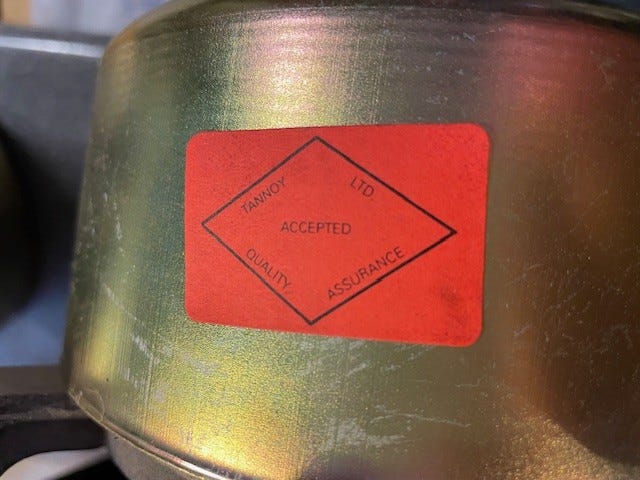 TANNOY LTD.
ACCEPTED
QUALITY ASSURANCE